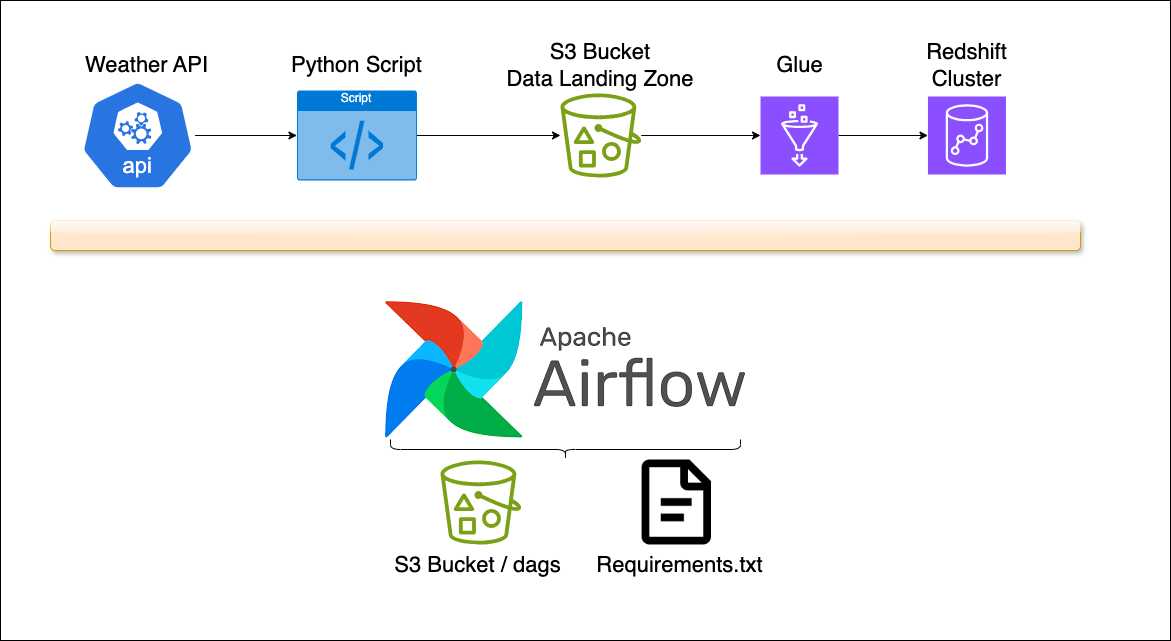 Weather API
Python Script
S3 Bucket
Data Landing Zone
Glue
Redshift
Cluster
api
Script
</>
Apache
Airflow
S3 Bucket / dags
Requirements.txt